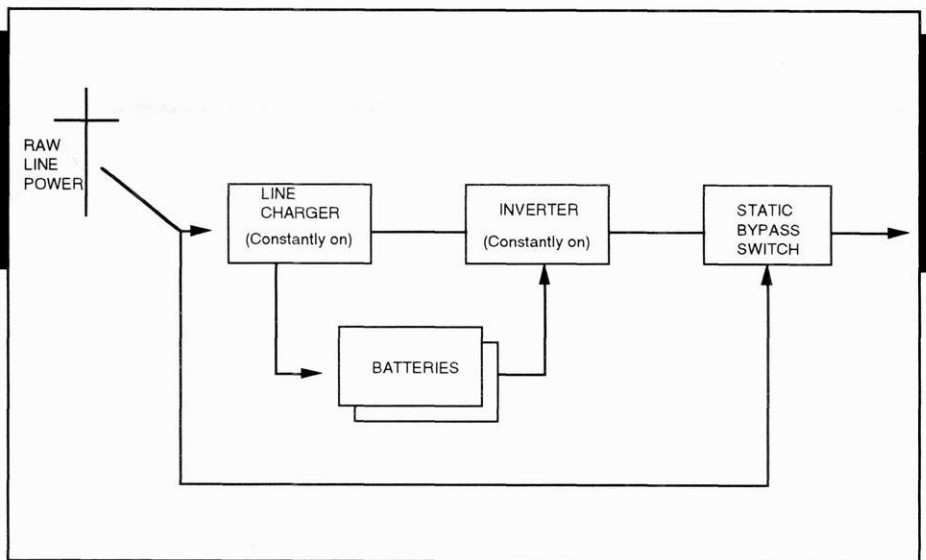 RAW
LINE
POWER
LINE
CHARGER
(Constantly on)
INVERTER
(Constantly on)
STATIC
BYPASS
SWITCH
BATTERIES